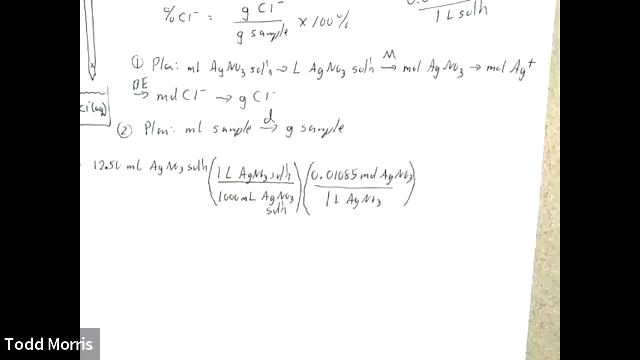 %Cl⁻ = g Cl⁻ / g sample × 100%
1 L soln
① Plan: ml AgNO₃ sol'n → L AgNO₃ sol'n →(M) mol AgNO₃ → mol Ag⁺
→(BE) mol Cl⁻ → g Cl⁻
② Plan: ml sample →(d) g sample
12.50 ml AgNO₃ soln (1 L AgNO₃ soln / 1000 mL AgNO₃ soln) (0.01085 mol AgNO₃ / 1 L AgNO₃)
Todd Morris